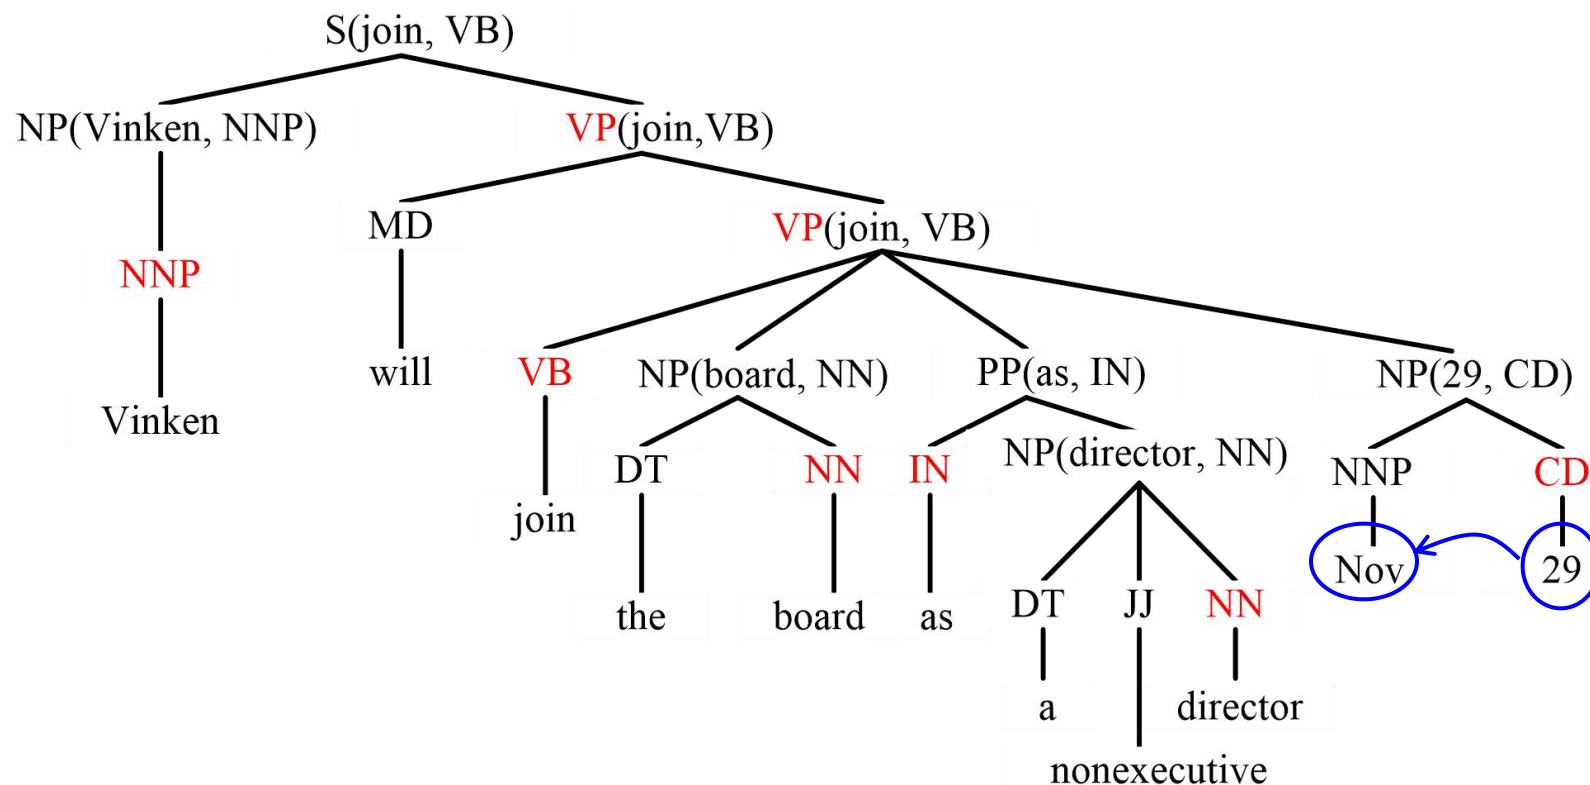 S(join, VB)
NP(Vinken, NNP) VP(join,VB)
MD VP(join, VB)
NNP
will VB NP(board, NN) PP(as, IN) NP(29, CD)
Vinken
DT NN IN NP(director, NN) NNP CD
join
Nov 29
the board as DT JJ NN
a director
nonexecutive